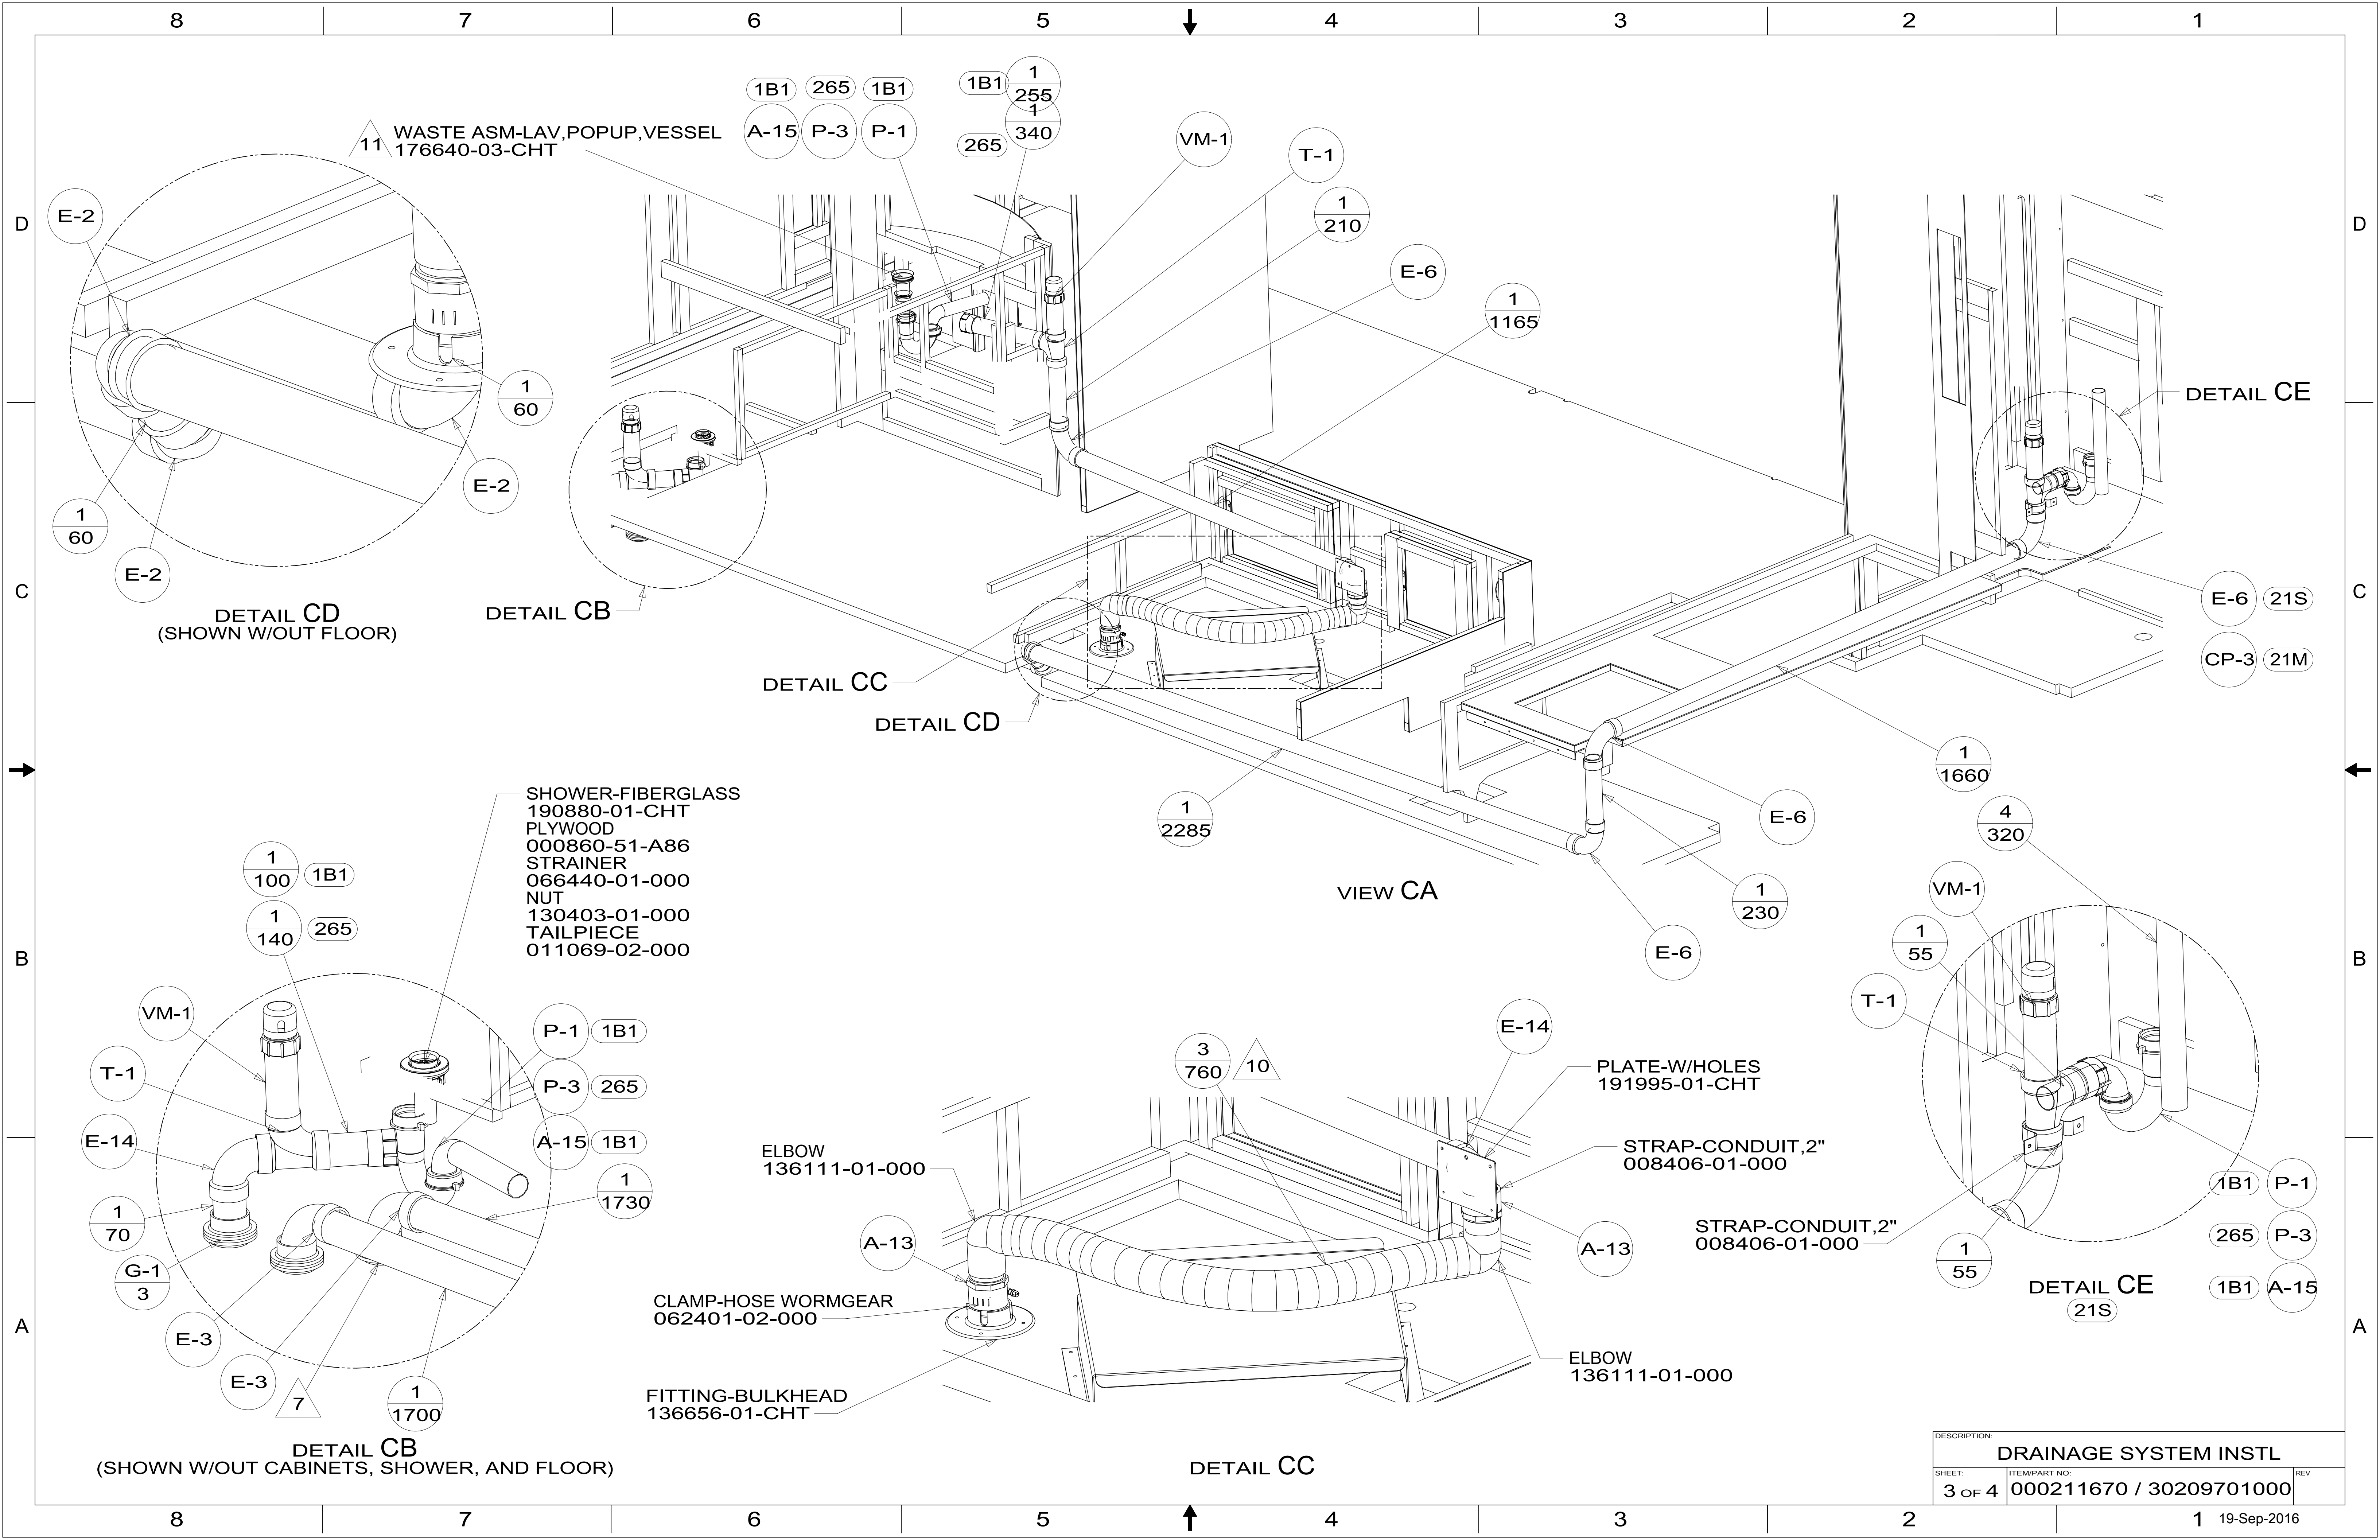 8 7 6 5 4 3 2 1
D
D
C
C
B
B
A
A
11
WASTE ASM-LAV,POPUP,VESSEL
176640-03-CHT
1B1 265 1B1
A-15 P-3 P-1
1B1
1
255
1
340
265
VM-1
T-1
1
210
E-6
1
1165
E-2
1
60
E-2
1
60
E-2
DETAIL CD
(SHOWN W/OUT FLOOR)
DETAIL CB
DETAIL CC
DETAIL CD
DETAIL CE
E-6 21S
CP-3 21M
1
1660
E-6
1
2285
1
230
E-6
VIEW CA
SHOWER-FIBERGLASS
190880-01-CHT
PLYWOOD
000860-51-A86
STRAINER
066440-01-000
NUT
130403-01-000
TAILPIECE
011069-02-000
1
100
1B1
1
140
265
VM-1
T-1
E-14
1
70
G-1
3
E-3
E-3
7
1
1700
P-1 1B1
P-3 265
A-15 1B1
1
1730
DETAIL CB
(SHOWN W/OUT CABINETS, SHOWER, AND FLOOR)
3
760
10
E-14
PLATE-W/HOLES
191995-01-CHT
ELBOW
136111-01-000
STRAP-CONDUIT,2"
008406-01-000
A-13
A-13
CLAMP-HOSE WORMGEAR
062401-02-000
FITTING-BULKHEAD
136656-01-CHT
ELBOW
136111-01-000
DETAIL CC
4
320
VM-1
1
55
T-1
STRAP-CONDUIT,2"
008406-01-000
1
55
1B1 P-1
265 P-3
1B1 A-15
DETAIL CE
21S
DESCRIPTION:
DRAINAGE SYSTEM INSTL
SHEET:
3 OF 4
ITEM/PART NO:
000211670 / 30209701000
REV
8 7 6 5 4 3 2 1
19-Sep-2016